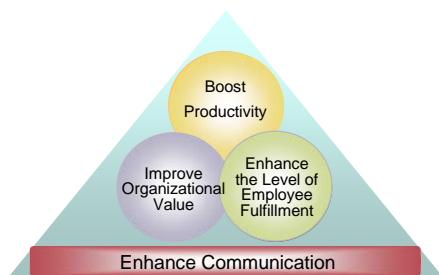 Boost
Productivity
Improve
Organizational
Value
Enhance
the Level of
Employee
Fulfillment
Enhance Communication